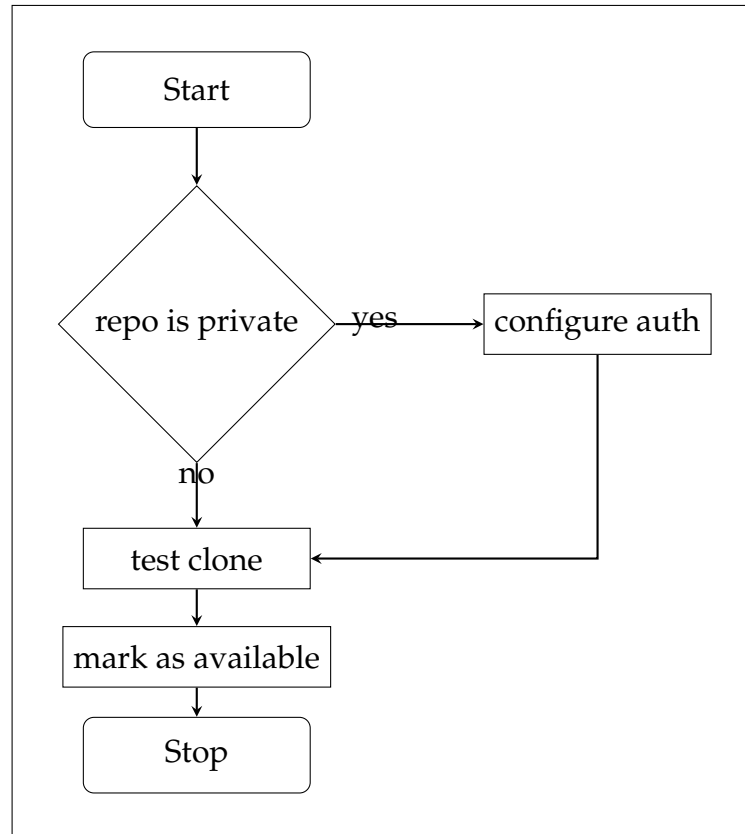 Start
repo is private
yes
configure auth
no
test clone
mark as available
Stop